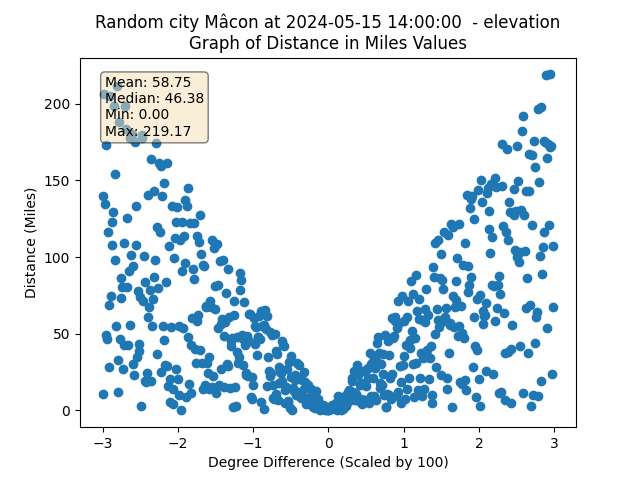 Random city Mâcon at 2024-05-15 14:00:00  - elevation
Graph of Distance in Miles Values
Mean: 58.75
Median: 46.38
Min: 0.00
Max: 219.17
Distance (Miles)
200
150
100
50
0
−3 −2 −1 0 1 2 3
Degree Difference (Scaled by 100)